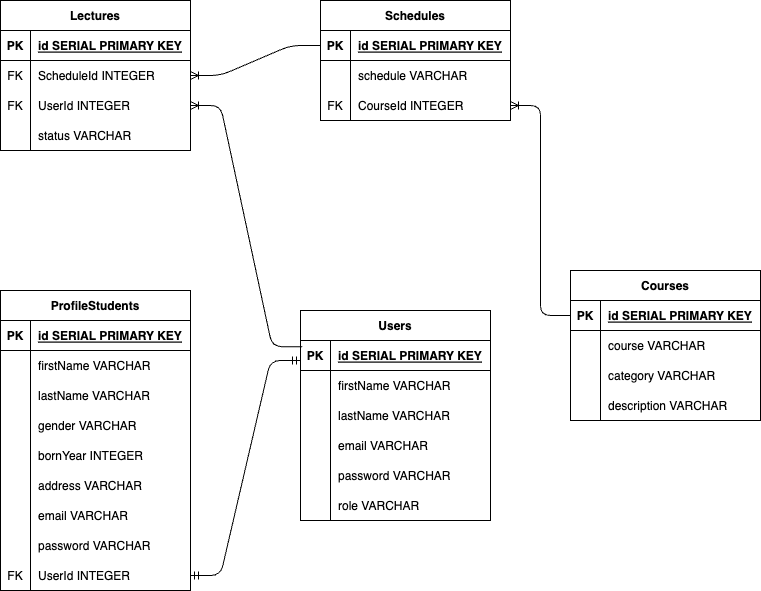 Lectures
PK id SERIAL PRIMARY KEY
FK ScheduleId INTEGER
FK UserId INTEGER
status VARCHAR
Schedules
PK id SERIAL PRIMARY KEY
schedule VARCHAR
FK CourseId INTEGER
ProfileStudents
PK id SERIAL PRIMARY KEY
firstName VARCHAR
lastName VARCHAR
gender VARCHAR
bornYear INTEGER
address VARCHAR
email VARCHAR
password VARCHAR
FK UserId INTEGER
Users
PK id SERIAL PRIMARY KEY
firstName VARCHAR
lastName VARCHAR
email VARCHAR
password VARCHAR
role VARCHAR
Courses
PK id SERIAL PRIMARY KEY
course VARCHAR
category VARCHAR
description VARCHAR